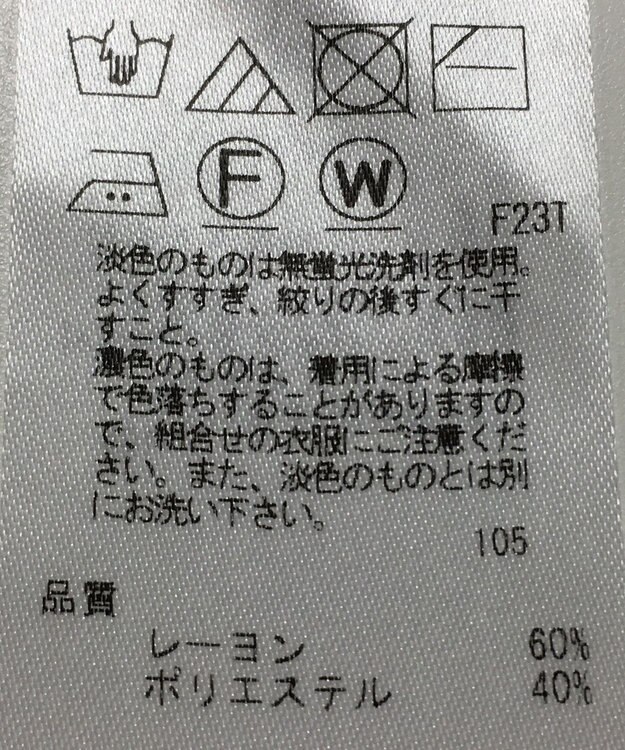 F W
F23T
淡色のものは無蛍光洗剤を使用。
よくすすぎ、絞りの後すぐに干
すこと。
濃色のものは、着用による摩擦
で色落ちすることがありますの
で、組合せの衣服にご注意くだ
さい。また、淡色のものとは別
にお洗い下さい。
105
品質
レーヨン 60%
ポリエステル 40%